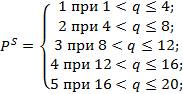 1 при 1 < q ≤ 4;
2 при 4 < q ≤ 8;
P^S = { 3 при 8 < q ≤ 12;
4 при 12 < q ≤ 16;
5 при 16 < q ≤ 20;